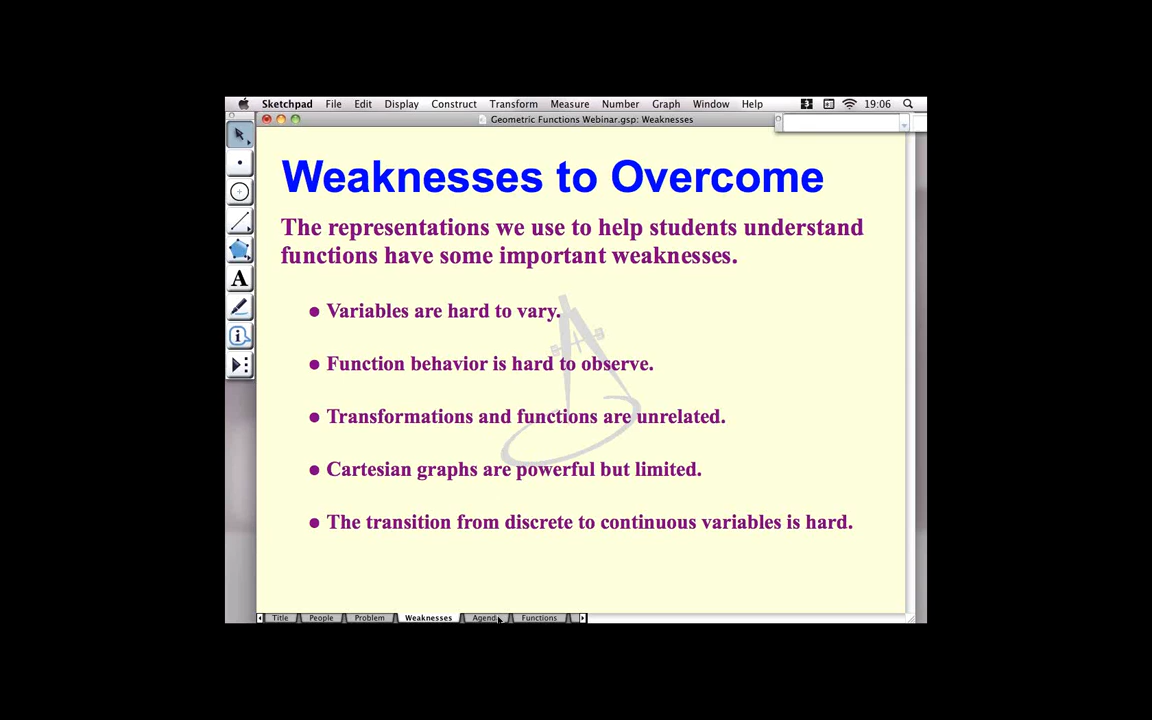 Sketchpad File Edit Display Construct Transform Measure Number Graph Window Help 19:06
Geometric Functions Webinar.gsp: Weaknesses
A
Weaknesses to Overcome
The representations we use to help students understand
functions have some important weaknesses.
• Variables are hard to vary.
• Function behavior is hard to observe.
• Transformations and functions are unrelated.
• Cartesian graphs are powerful but limited.
• The transition from discrete to continuous variables is hard.
Title People Problem Weaknesses Agenda Functions